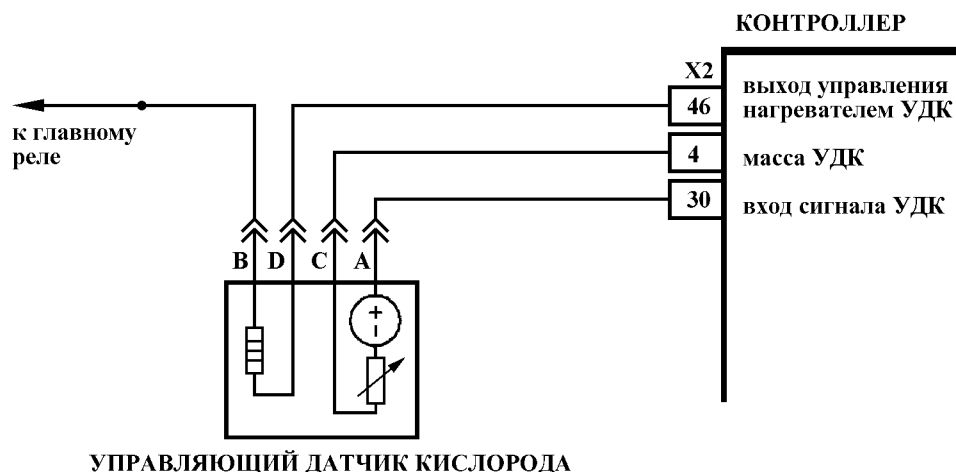 КОНТРОЛЛЕР
X2
46
выход управления
нагревателем УДК
к главному
реле
4
масса УДК
30
вход сигнала УДК
B
D
C
A
+
–
УПРАВЛЯЮЩИЙ ДАТЧИК КИСЛОРОДА